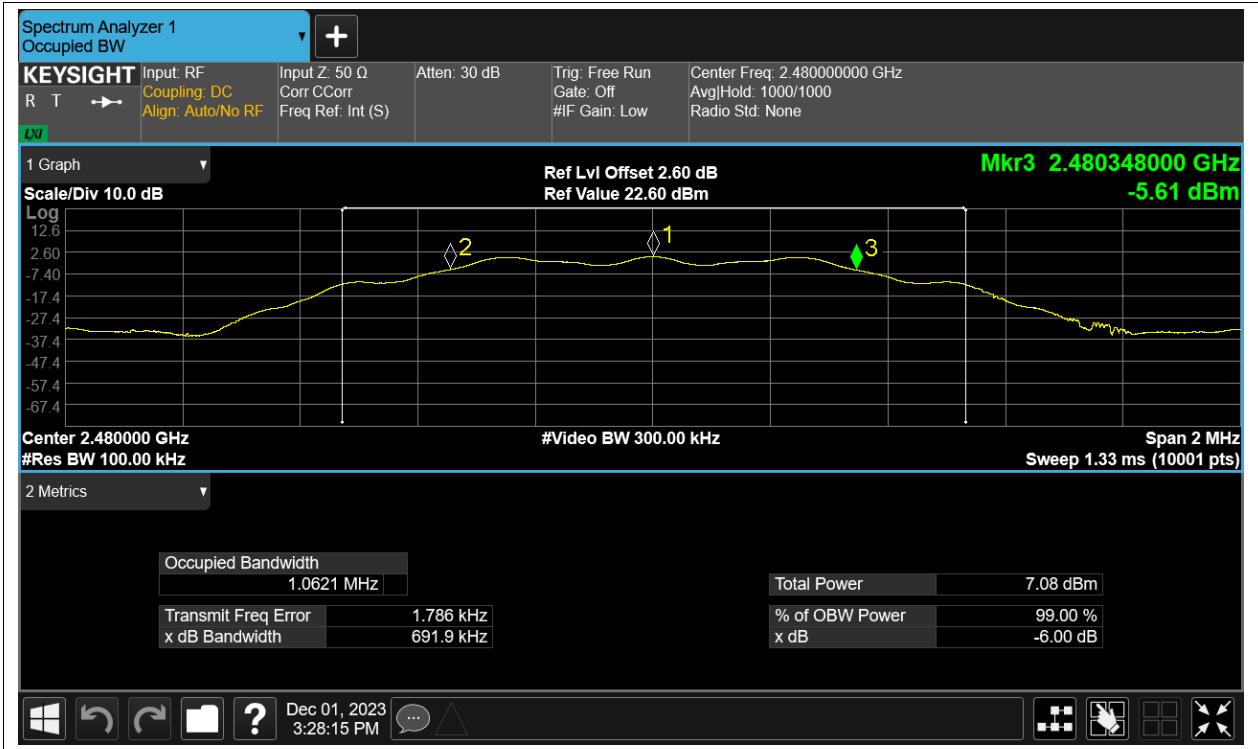 Spectrum Analyzer 1
Occupied BW
▼
+
KEYSIGHT
R T
LXI
Input: RF
Coupling: DC
Align: Auto/No RF
Input Z: 50 Ω
Corr CCorr
Freq Ref: Int (S)
Atten: 30 dB
Trig: Free Run
Gate: Off
#IF Gain: Low
Center Freq: 2.480000000 GHz
Avg|Hold: 1000/1000
Radio Std: None
1 Graph ▼
Scale/Div 10.0 dB
Ref Lvl Offset 2.60 dB
Ref Value 22.60 dBm
Mkr3 2.480348000 GHz
-5.61 dBm
Log
12.6
2.60
-7.40
-17.4
-27.4
-37.4
-47.4
-57.4
-67.4
2
1
3
Center 2.480000 GHz
#Res BW 100.00 kHz
#Video BW 300.00 kHz
Span 2 MHz
Sweep 1.33 ms (10001 pts)
2 Metrics ▼
Occupied Bandwidth
1.0621 MHz
Transmit Freq Error 1.786 kHz
x dB Bandwidth 691.9 kHz
Total Power 7.08 dBm
% of OBW Power 99.00 %
x dB -6.00 dB
?
Dec 01, 2023
3:28:15 PM